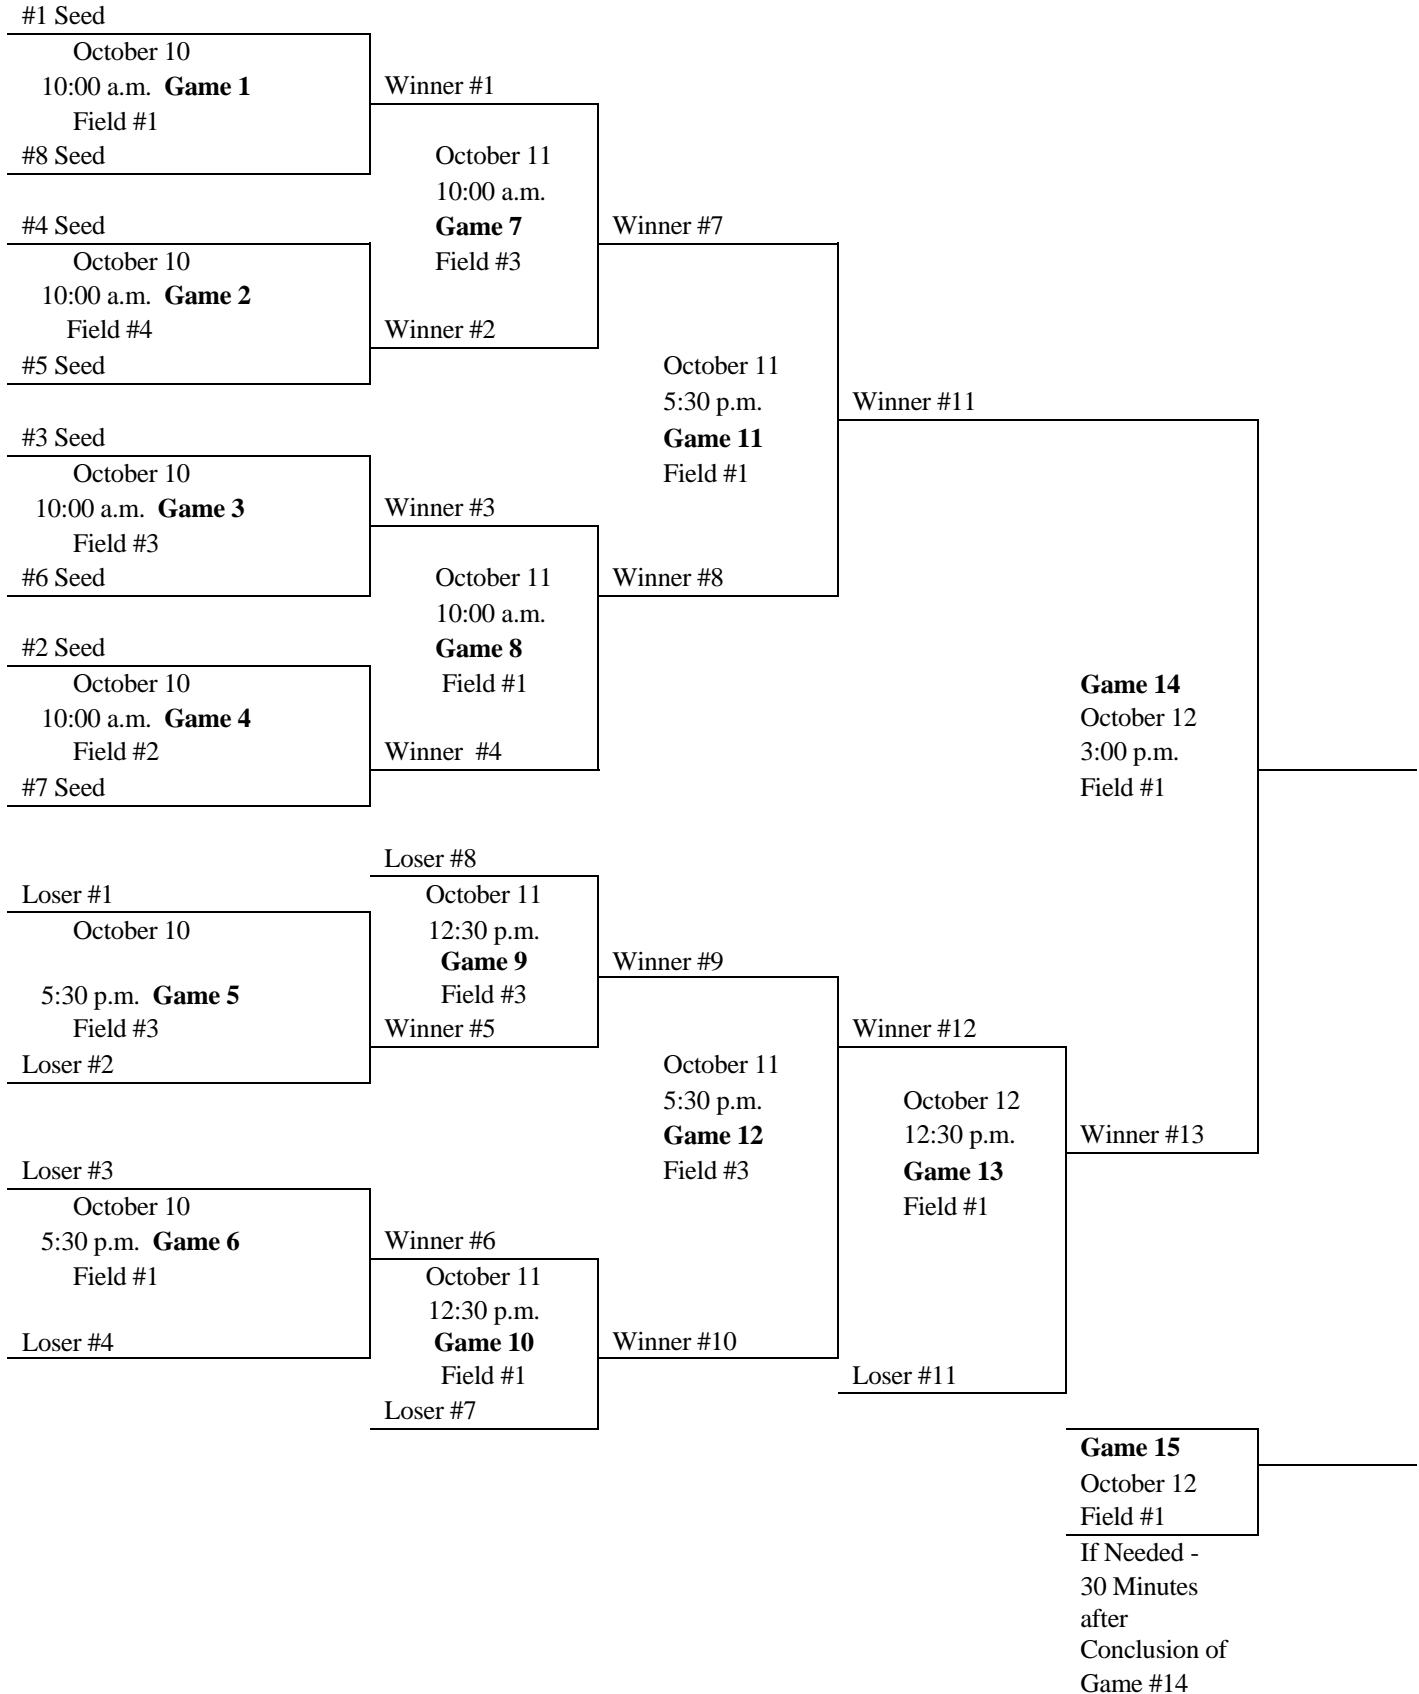 #1 Seed
October 10
10:00 a.m. Game 1
Field #1
#8 Seed
#4 Seed
October 10
10:00 a.m. Game 2
Field #4
#5 Seed
#3 Seed
October 10
10:00 a.m. Game 3
Field #3
#6 Seed
#2 Seed
October 10
10:00 a.m. Game 4
Field #2
#7 Seed
Loser #1
October 10
5:30 p.m. Game 5
Field #3
Loser #2
Loser #3
October 10
5:30 p.m. Game 6
Field #1
Loser #4
Winner #1
October 11
10:00 a.m.
Game 7
Field #3
Winner #2
Winner #3
October 11
10:00 a.m.
Game 8
Field #1
Winner #4
Loser #8
October 11
12:30 p.m.
Game 9
Field #3
Winner #5
Winner #6
October 11
12:30 p.m.
Game 10
Field #1
Loser #7
Winner #7
October 11
5:30 p.m.
Game 11
Field #1
Winner #8
Winner #9
October 11
5:30 p.m.
Game 12
Field #3
Winner #10
Winner #11
Winner #12
October 12
12:30 p.m.
Game 13
Field #1
Loser #11
Game 14
October 12
3:00 p.m.
Field #1
Winner #13
Game 15
October 12
Field #1
If Needed -
30 Minutes
after
Conclusion of
Game #14